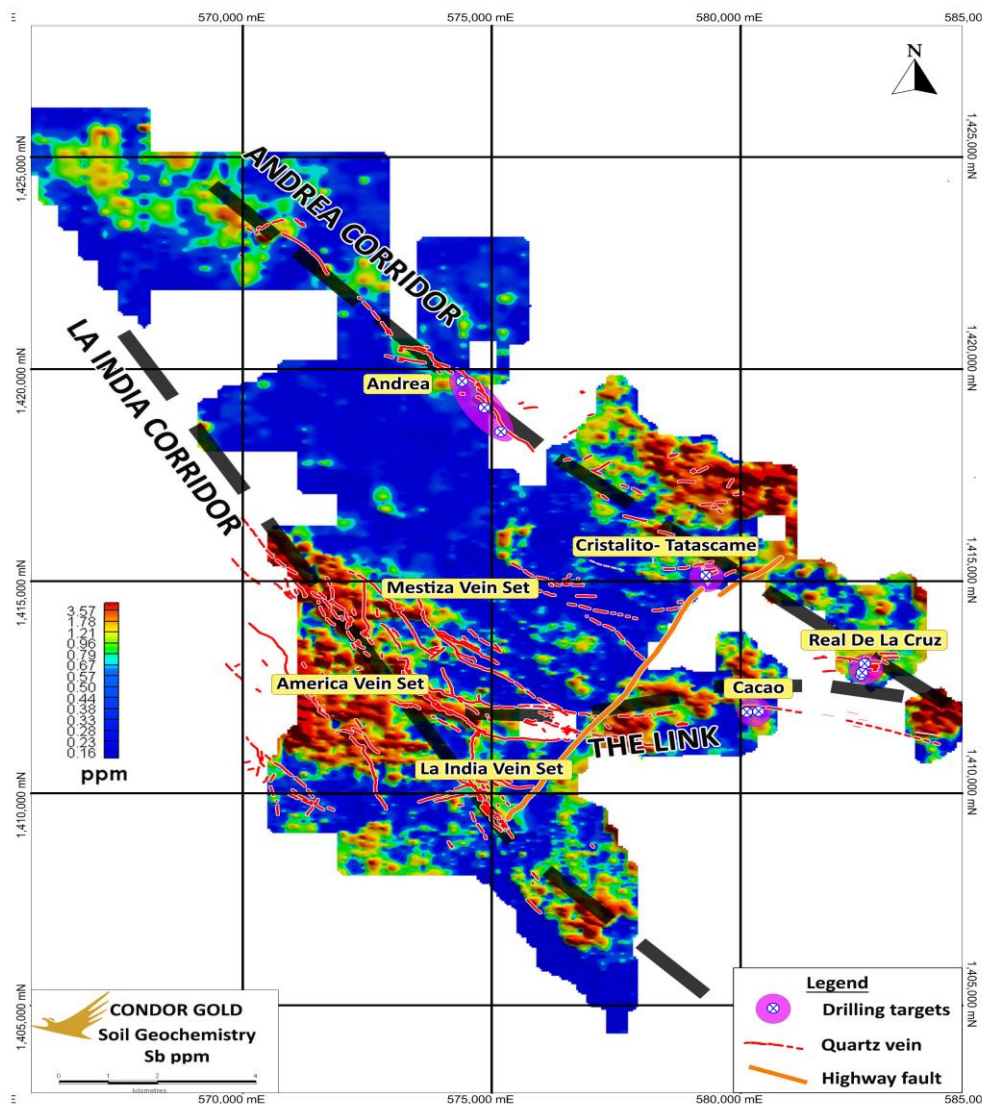 570,000 mE
575,000 mE
580,000 mE
585,
N
1,425,000 mN
1,425,000 mN
ANDREA CORRIDOR
LA INDIA CORRIDOR
1,420,000 mN
1,420,000 mN
Andrea
Cristalito- Tatascame
1,415,000 mN
1,415,000 mN
Mestiza Vein Set
Real De La Cruz
America Vein Set
Cacao
THE LINK
La India Vein Set
3.57
1.78
1.21
0.96
0.79
0.67
0.57
0.50
0.44
0.38
0.33
0.28
0.23
0.16
ppm
1,410,000 mN
1,410,000 mN
1,405,000 mN
1,405,000 mN
CONDOR GOLD
Soil Geochemistry
Sb ppm
0 1 2 4
kilometres
Legend
Drilling targets
Quartz vein
Highway fault
570,000 mE
575,000 mE
580,000 mE
585,00